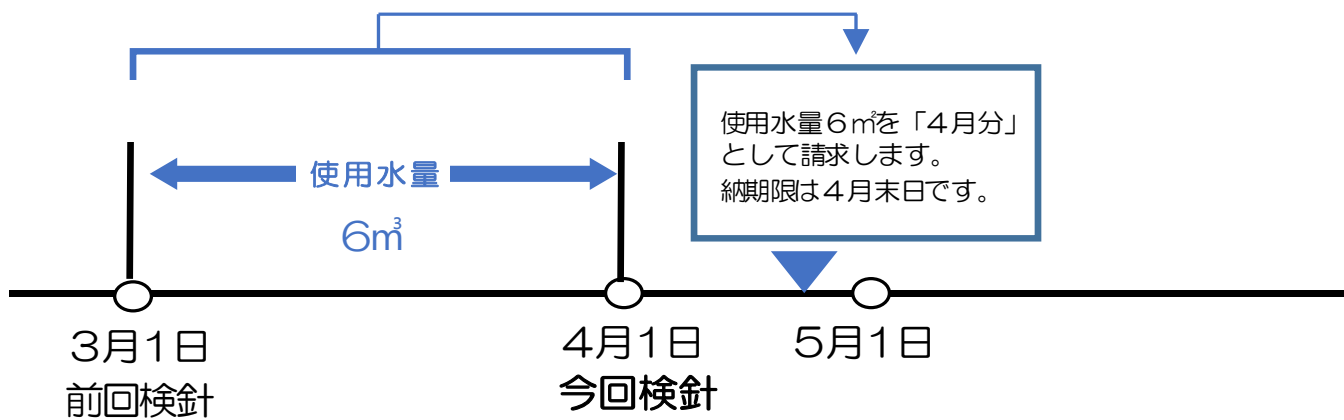 使用水量６㎥を「４月分」
として請求します。
納期限は４月末日です。
使用水量
６㎥
３月１日
４月１日
５月１日
前回検針
今回検針